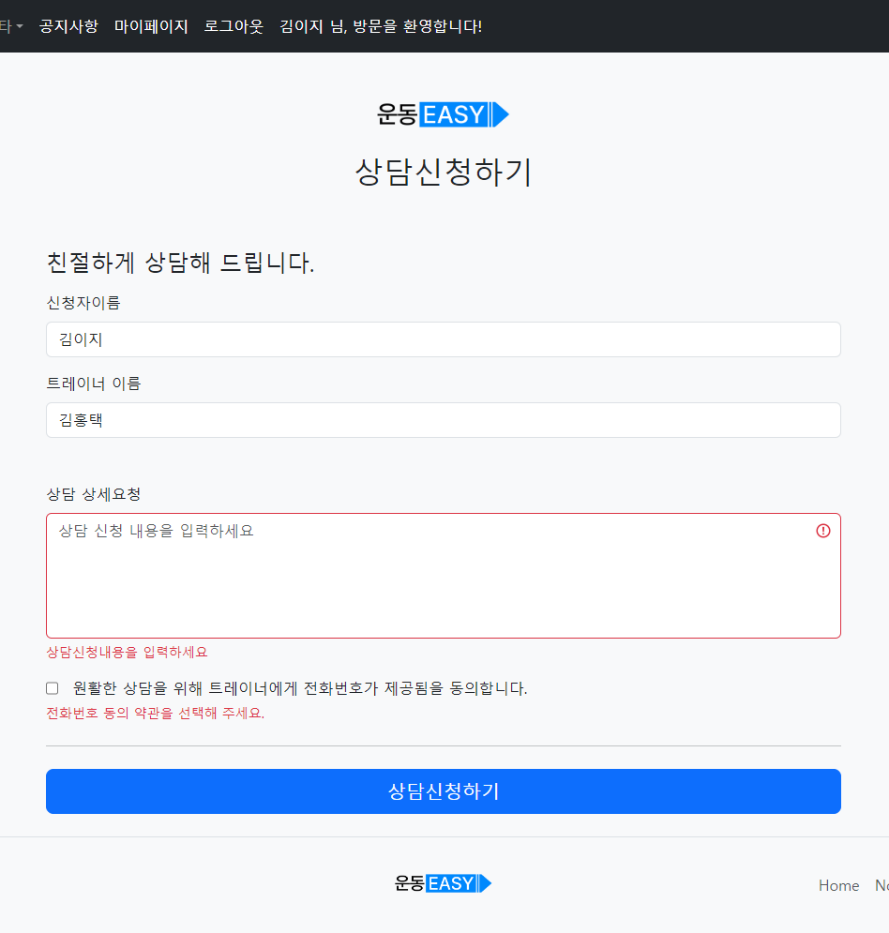 타 공지사항 마이페이지 로그아웃 김이지 님, 방문을 환영합니다!
운동EASY
상담신청하기
친절하게 상담해 드립니다.
신청자이름
김이지
트레이너 이름
김홍택
상담 상세요청
상담 신청 내용을 입력하세요
상담신청내용을 입력하세요
원활한 상담을 위해 트레이너에게 전화번호가 제공됨을 동의합니다.
전화번호 동의 약관을 선택해 주세요.
상담신청하기
운동EASY
Home